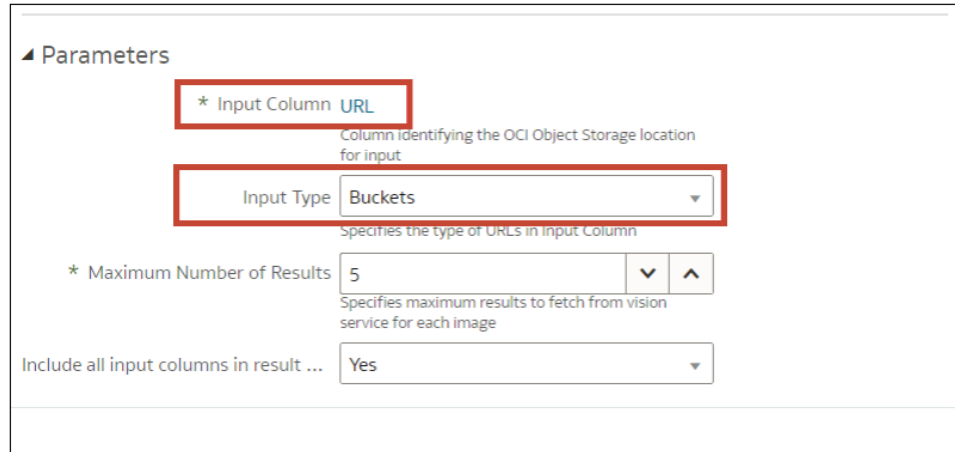 Parameters
* Input Column URL
Column identifying the OCI Object Storage location
for input
Input Type Buckets
Specifies the type of URLs in Input Column
* Maximum Number of Results 5
Specifies maximum results to fetch from vision
service for each image
Include all input columns in result ... Yes